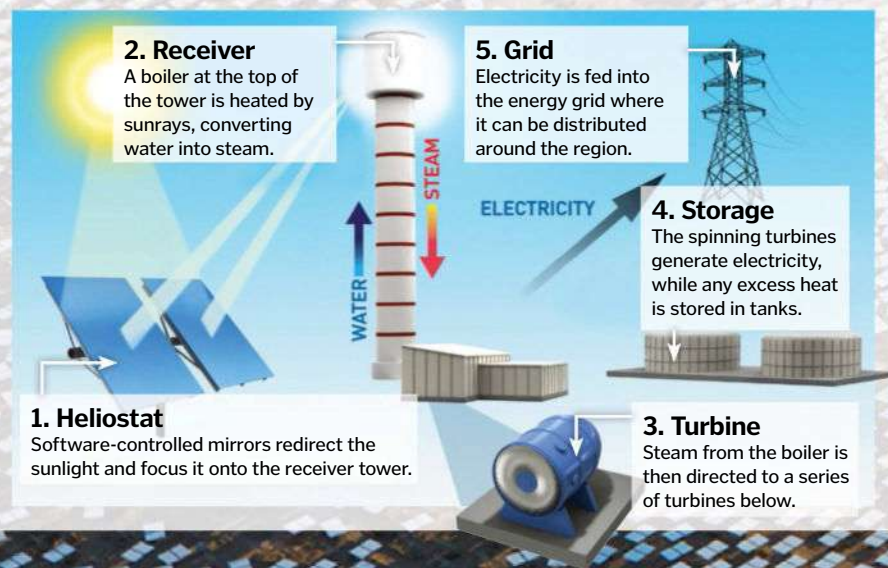 1. Heliostat
Software-controlled mirrors redirect the
sunlight and focus it onto the receiver tower.
2. Receiver
A boiler at the top of
the tower is heated by
sunrays, converting
water into steam.
WATER
STEAM
3. Turbine
Steam from the boiler is
then directed to a series
of turbines below.
4. Storage
The spinning turbines
generate electricity,
while any excess heat
is stored in tanks.
ELECTRICITY
5. Grid
Electricity is fed into
the energy grid where
it can be distributed
around the region.